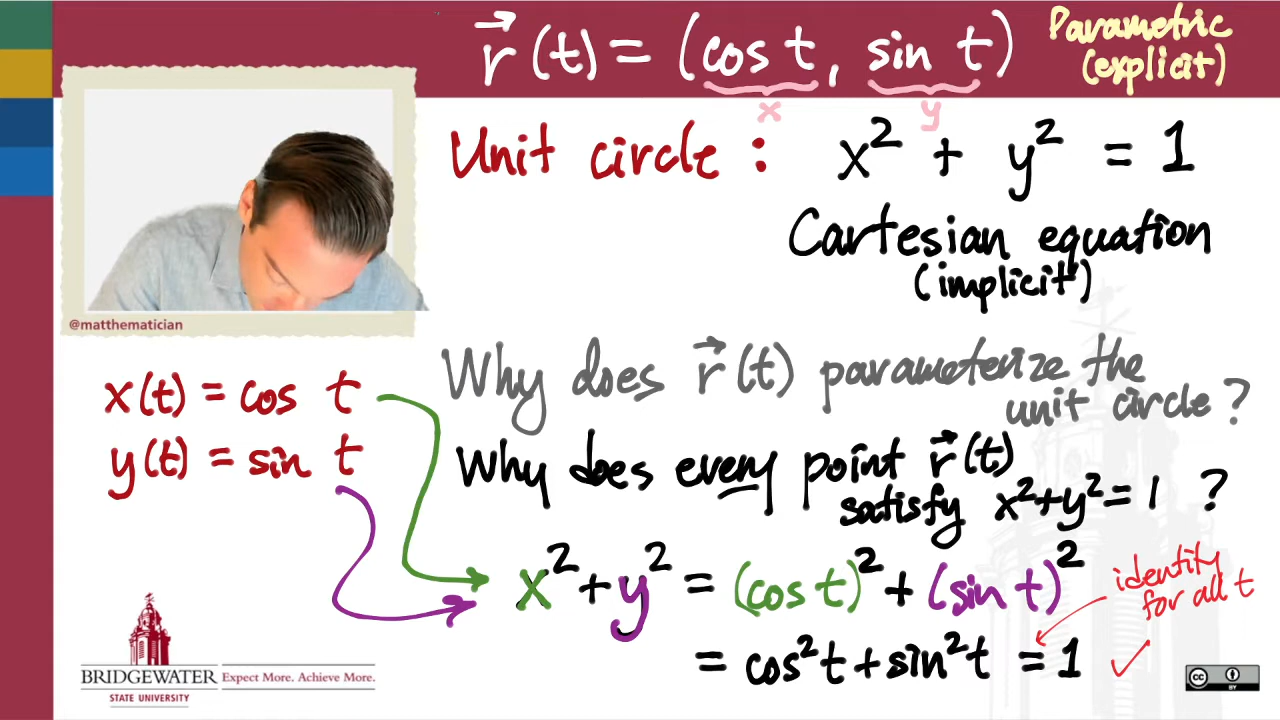 r⃗(t) = (cos t, sin t)
x y
Parametric
(explicit)
Unit circle : x² + y² = 1
Cartesian equation
(implicit)
@matthematician
x(t) = cos t
y(t) = sin t
Why does r⃗(t) parameterize the
unit circle ?
Why does every point r⃗(t)
satisfy x²+y²=1 ?
x²+y² = (cos t)² + (sin t)²
= cos²t + sin²t = 1 ✓
identity
for all t
BRIDGEWATER
STATE UNIVERSITY
Expect More. Achieve More.
cc BY